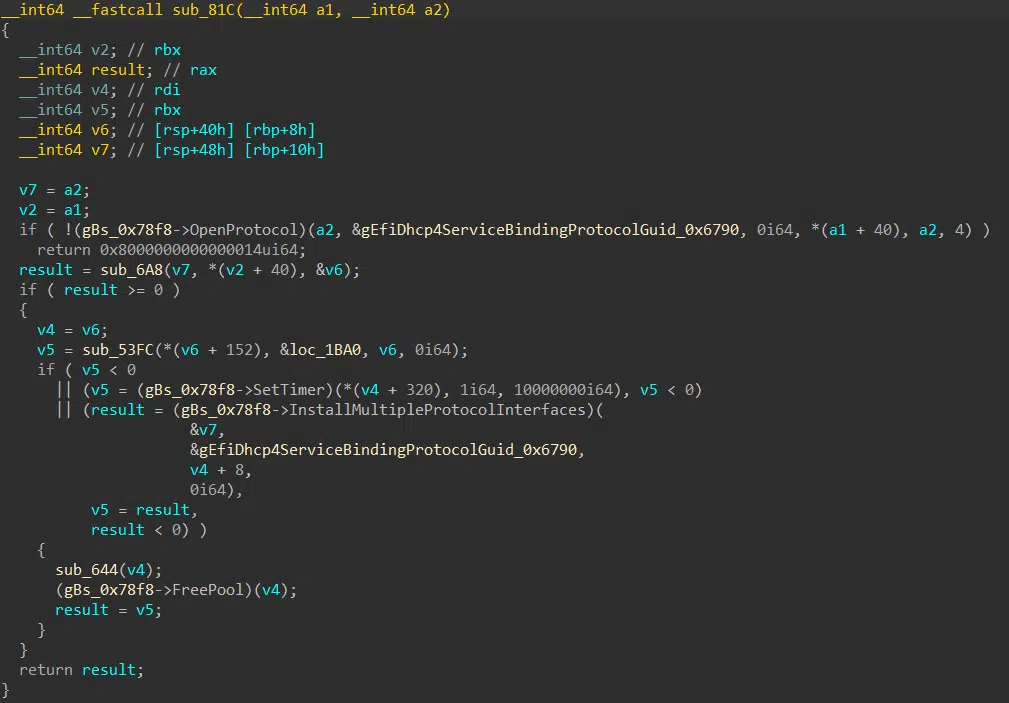 __int64 __fastcall sub_81C(__int64 a1, __int64 a2)
{
  __int64 v2; // rbx
  __int64 result; // rax
  __int64 v4; // rdi
  __int64 v5; // rbx
  __int64 v6; // [rsp+40h] [rbp+8h]
  __int64 v7; // [rsp+48h] [rbp+10h]

  v7 = a2;
  v2 = a1;
  if ( !(gBs_0x78f8->OpenProtocol)(a2, &gEfiDhcp4ServiceBindingProtocolGuid_0x6790, 0i64, *(a1 + 40), a2, 4) )
    return 0x8000000000000014ui64;
  result = sub_6A8(v7, *(v2 + 40), &v6);
  if ( result >= 0 )
  {
    v4 = v6;
    v5 = sub_53FC(*(v6 + 152), &loc_1BA0, v6, 0i64);
    if ( v5 < 0
      || (v5 = (gBs_0x78f8->SetTimer)(*(v4 + 320), 1i64, 10000000i64), v5 < 0)
      || (result = (gBs_0x78f8->InstallMultipleProtocolInterfaces)(
                     &v7,
                     &gEfiDhcp4ServiceBindingProtocolGuid_0x6790,
                     v4 + 8,
                     0i64),
          v5 = result,
          result < 0) )
    {
      sub_644(v4);
      (gBs_0x78f8->FreePool)(v4);
      result = v5;
    }
  }
  return result;
}